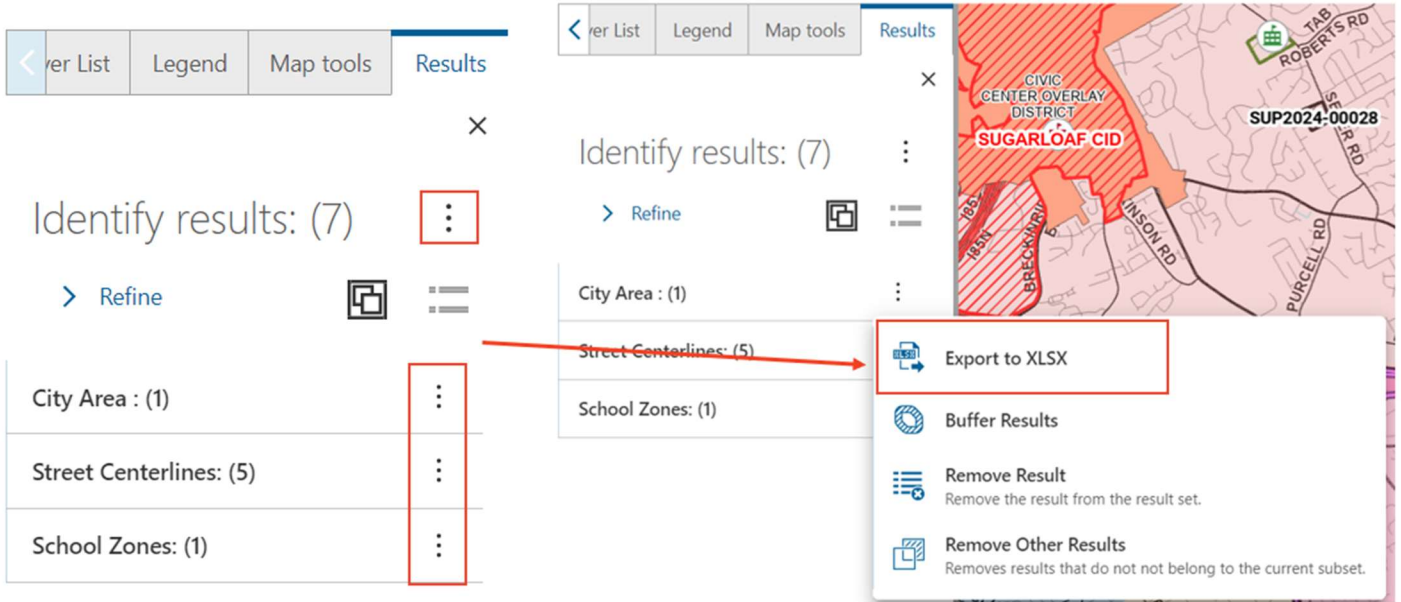 ver List
Legend
Map tools
Results
Identify results: (7)
Refine
City Area : (1)
Street Centerlines: (5)
School Zones: (1)
ver List
Legend
Map tools
Results
Identify results: (7)
Refine
City Area : (1)
Street Centerlines: (5)
School Zones: (1)
CIVIC
CENTER OVERLAY
DISTRICT
SUGARLOAF CID
TAB
ROBERTS RD
SUP2024-00028
PURCELL RD
I85N
XLSX
Export to XLSX
Buffer Results
Remove Result
Remove the result from the result set.
Remove Other Results
Removes results that do not not belong to the current subset.